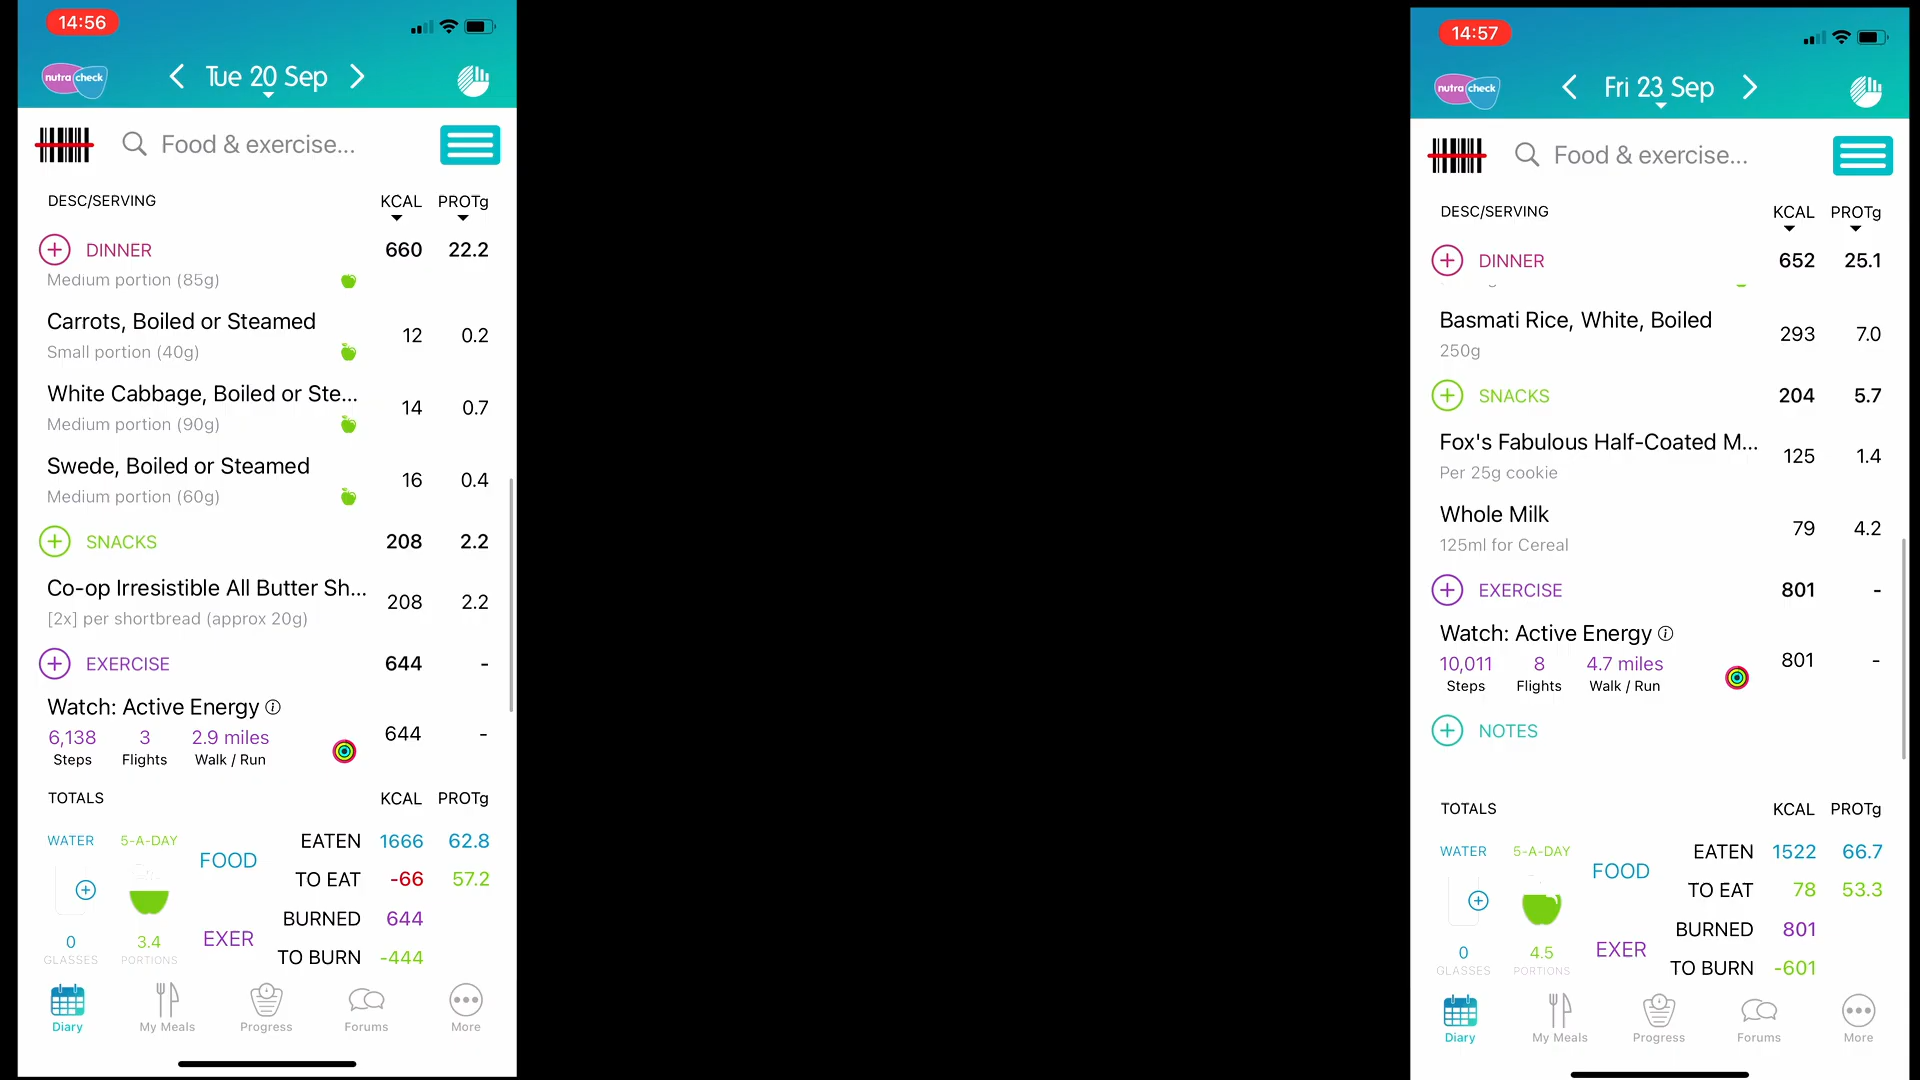 14:56
nutra check
Tue 20 Sep
Food & exercise...
DESC/SERVING KCAL PROTg
DINNER 660 22.2
Medium portion (85g)
Carrots, Boiled or Steamed 12 0.2
Small portion (40g)
White Cabbage, Boiled or Ste... 14 0.7
Medium portion (90g)
Swede, Boiled or Steamed 16 0.4
Medium portion (60g)
SNACKS 208 2.2
Co-op Irresistible All Butter Sh... 208 2.2
[2x] per shortbread (approx 20g)
EXERCISE 644 -
Watch: Active Energy
6,138 3 2.9 miles 644 -
Steps Flights Walk / Run
TOTALS KCAL PROTg
WATER 5-A-DAY EATEN 1666 62.8
FOOD
TO EAT -66 57.2
BURNED 644
EXER
0 3.4 TO BURN -444
GLASSES PORTIONS
Diary My Meals Progress Forums More
14:57
nutra check
Fri 23 Sep
Food & exercise...
DESC/SERVING KCAL PROTg
DINNER 652 25.1
Basmati Rice, White, Boiled 293 7.0
250g
SNACKS 204 5.7
Fox's Fabulous Half-Coated M... 125 1.4
Per 25g cookie
Whole Milk 79 4.2
125ml for Cereal
EXERCISE 801 -
Watch: Active Energy
10,011 8 4.7 miles 801 -
Steps Flights Walk / Run
NOTES
TOTALS KCAL PROTg
WATER 5-A-DAY EATEN 1522 66.7
FOOD
TO EAT 78 53.3
BURNED 801
EXER
0 4.5 TO BURN -601
GLASSES PORTIONS
Diary My Meals Progress Forums More